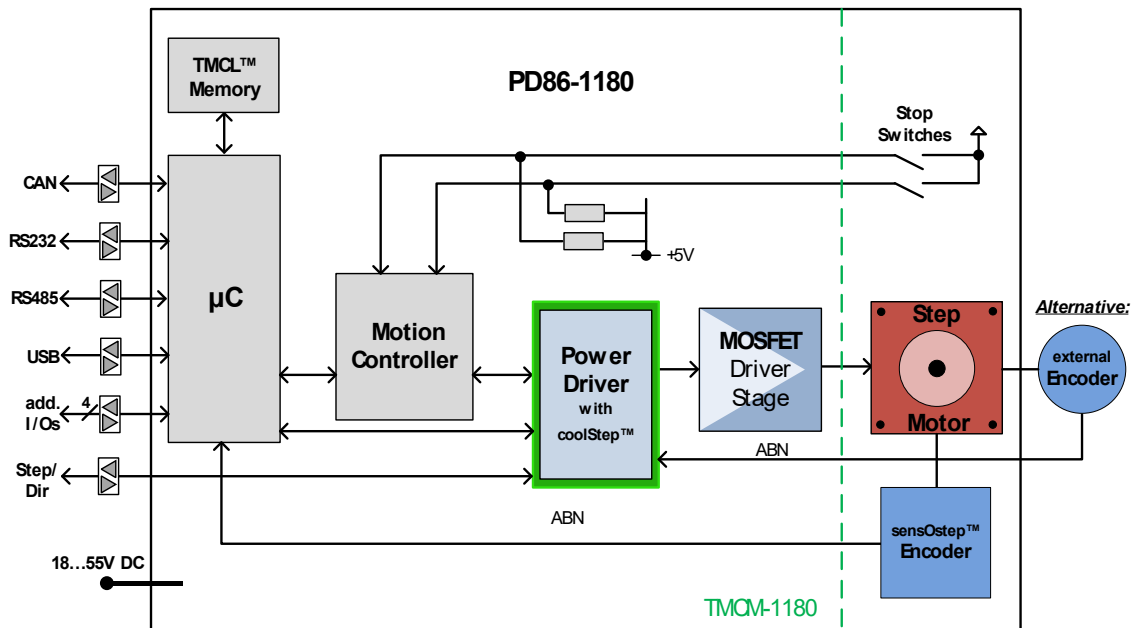 TMCL™
Memory
PD86-1180
Stop
Switches
CAN
RS232
RS485
USB
add.
I/Os
4
Step/
Dir
µC
+5V
Motion
Controller
Power
Driver
with
coolStep™
MOSFET
Driver
Stage
Step
Motor
Alternative:
external
Encoder
ABN
ABN
sensOstep™
Encoder
18...55V DC
TMCM-1180